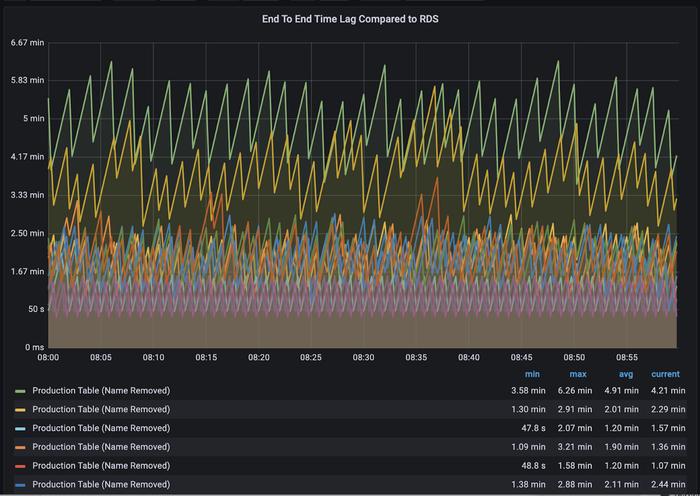 End To End Time Lag Compared to RDS
6.67 min
5.83 min
5 min
4.17 min
3.33 min
2.50 min
1.67 min
50 s
0 ms
08:00 08:05 08:10 08:15 08:20 08:25 08:30 08:35 08:40 08:45 08:50 08:55
min max avg current
Production Table (Name Removed) 3.58 min 6.26 min 4.91 min 4.21 min
Production Table (Name Removed) 1.30 min 2.91 min 2.01 min 2.29 min
Production Table (Name Removed) 47.8 s 2.07 min 1.20 min 1.57 min
Production Table (Name Removed) 1.09 min 3.21 min 1.90 min 1.36 min
Production Table (Name Removed) 48.8 s 1.58 min 1.20 min 1.07 min
Production Table (Name Removed) 1.38 min 2.88 min 2.11 min 2.44 min